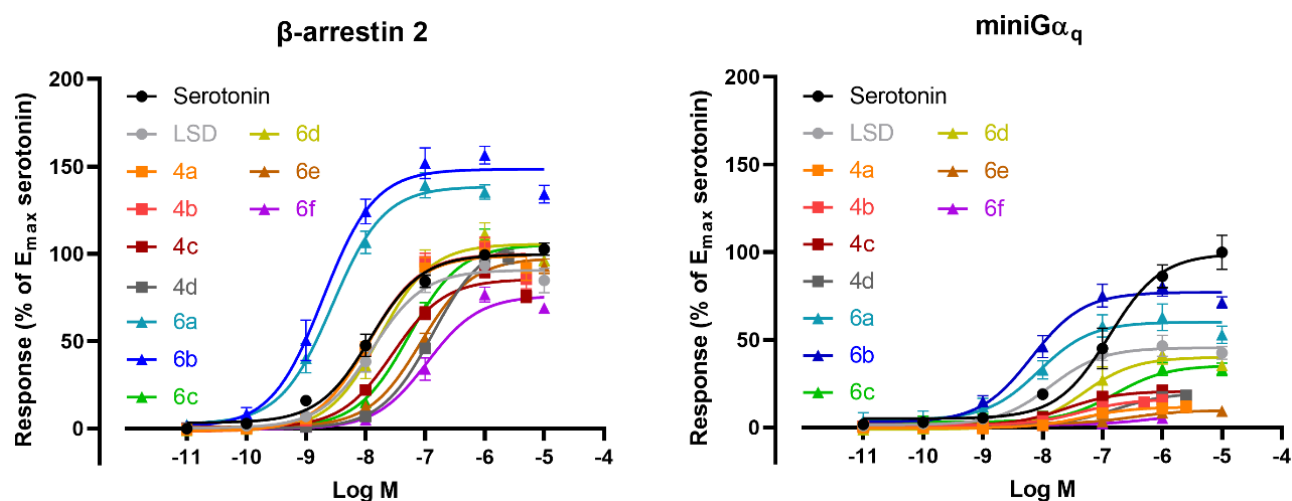 β-arrestin 2
Response (% of Emax serotonin)
200
150
100
50
0
Serotonin
LSD
4a
4b
4c
4d
6a
6b
6c
6d
6e
6f
-11 -10 -9 -8 -7 -6 -5 -4
Log M
miniGαq
Response (% of Emax serotonin)
200
150
100
50
0
Serotonin
LSD
4a
4b
4c
4d
6a
6b
6c
6d
6e
6f
-11 -10 -9 -8 -7 -6 -5 -4
Log M